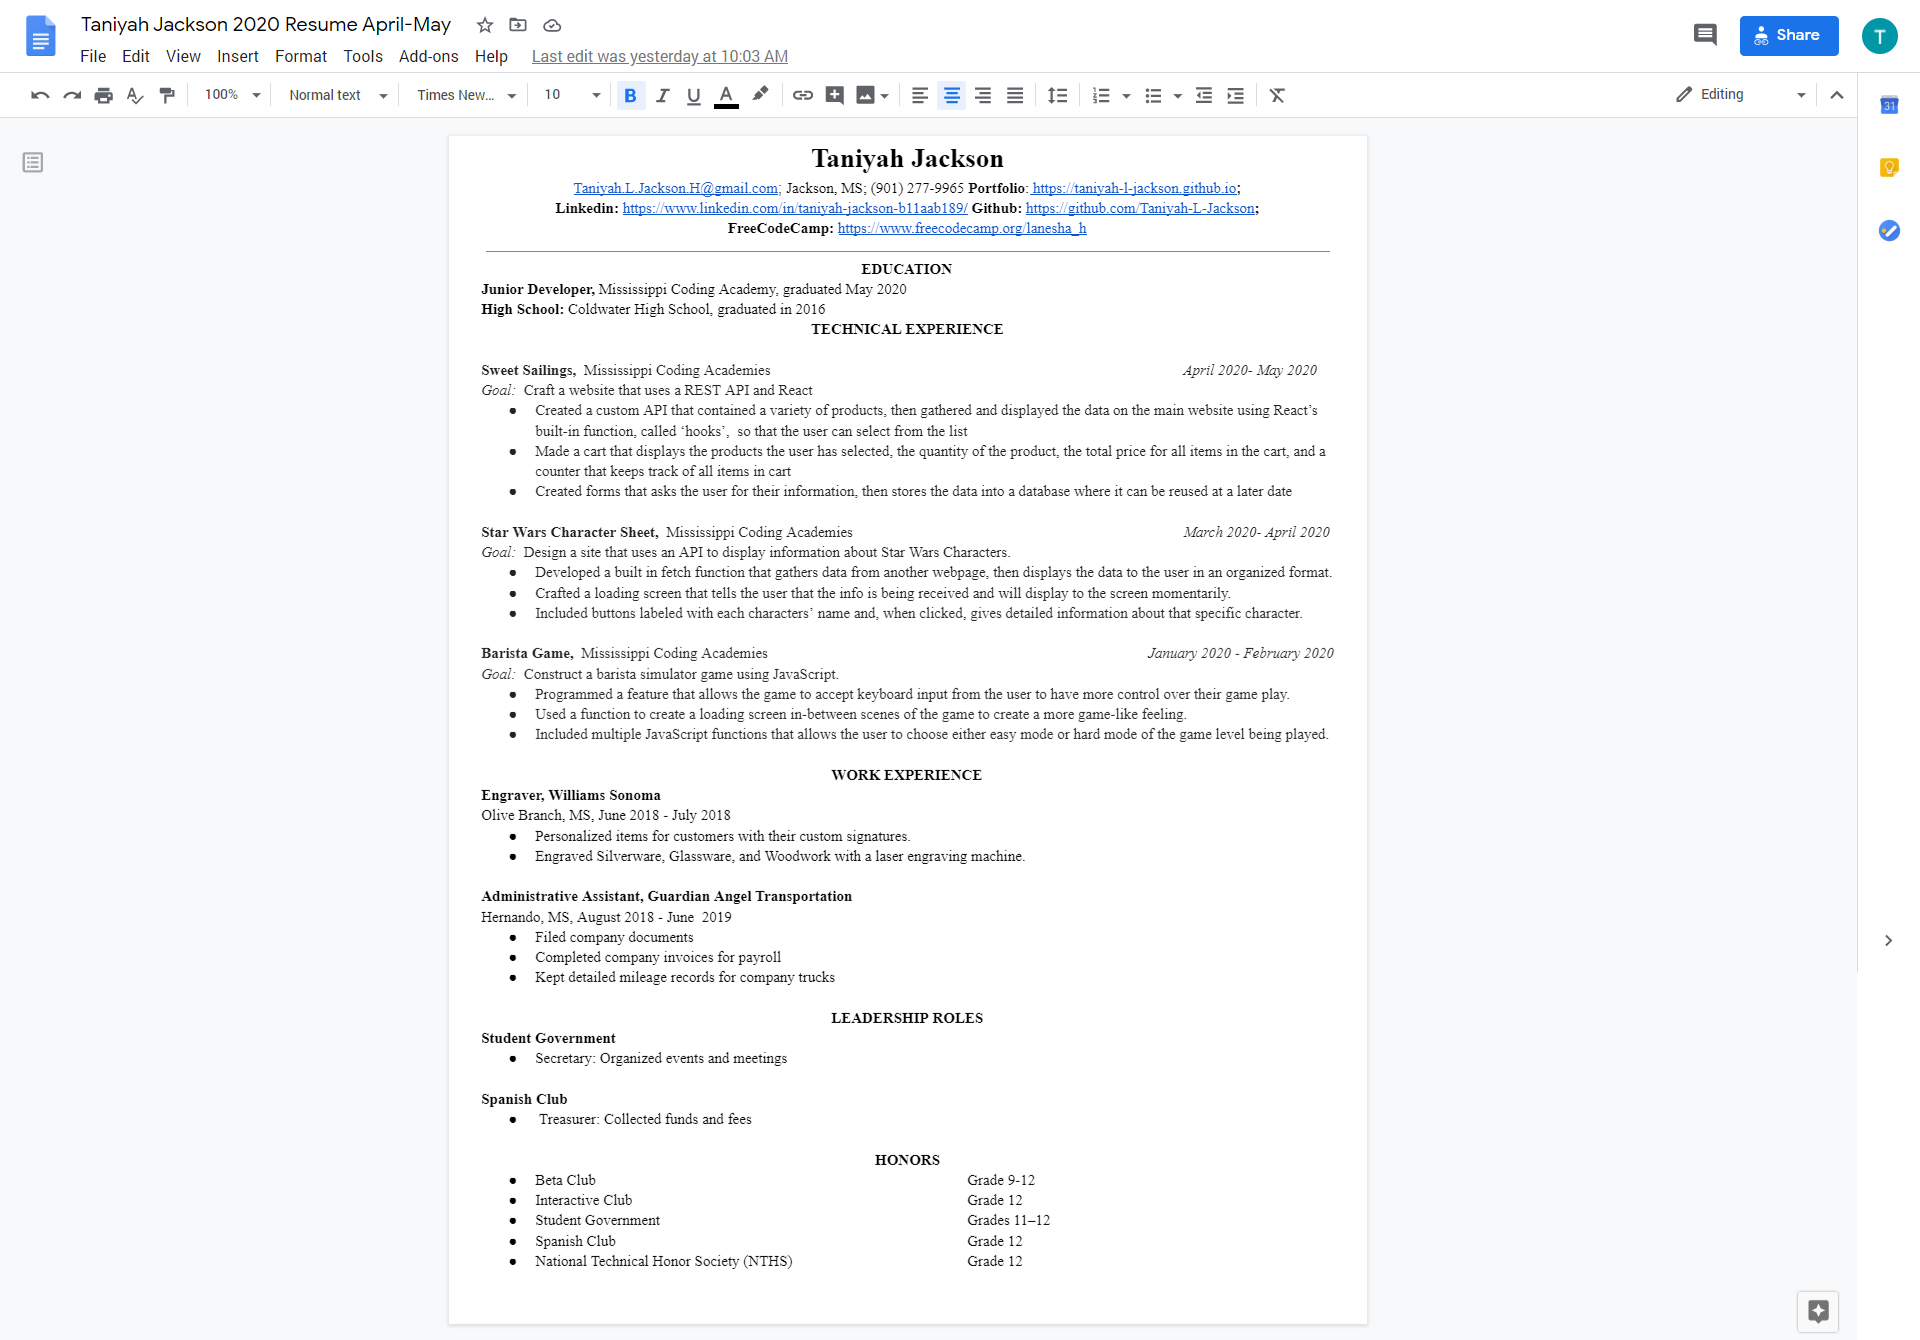 Taniyah Jackson 2020 Resume April-May
File Edit View Insert Format Tools Add-ons Help Last edit was yesterday at 10:03 AM
Share
T
100% Normal text Times New... 10 B I U A Editing
31
Taniyah Jackson
Taniyah.L.Jackson.H@gmail.com; Jackson, MS; (901) 277-9965 Portfolio: https://taniyah-l-jackson.github.io;
Linkedin: https://www.linkedin.com/in/taniyah-jackson-b11aab189/ Github: https://github.com/Taniyah-L-Jackson;
FreeCodeCamp: https://www.freecodecamp.org/lanesha_h
EDUCATION
Junior Developer, Mississippi Coding Academy, graduated May 2020
High School: Coldwater High School, graduated in 2016
TECHNICAL EXPERIENCE
Sweet Sailings, Mississippi Coding Academies April 2020- May 2020
Goal: Craft a website that uses a REST API and React
● Created a custom API that contained a variety of products, then gathered and displayed the data on the main website using React’s
built-in function, called ‘hooks’, so that the user can select from the list
● Made a cart that displays the products the user has selected, the quantity of the product, the total price for all items in the cart, and a
counter that keeps track of all items in cart
● Created forms that asks the user for their information, then stores the data into a database where it can be reused at a later date
Star Wars Character Sheet, Mississippi Coding Academies March 2020- April 2020
Goal: Design a site that uses an API to display information about Star Wars Characters.
● Developed a built in fetch function that gathers data from another webpage, then displays the data to the user in an organized format.
● Crafted a loading screen that tells the user that the info is being received and will display to the screen momentarily.
● Included buttons labeled with each characters’ name and, when clicked, gives detailed information about that specific character.
Barista Game, Mississippi Coding Academies January 2020 - February 2020
Goal: Construct a barista simulator game using JavaScript.
● Programmed a feature that allows the game to accept keyboard input from the user to have more control over their game play.
● Used a function to create a loading screen in-between scenes of the game to create a more game-like feeling.
● Included multiple JavaScript functions that allows the user to choose either easy mode or hard mode of the game level being played.
WORK EXPERIENCE
Engraver, Williams Sonoma
Olive Branch, MS, June 2018 - July 2018
● Personalized items for customers with their custom signatures.
● Engraved Silverware, Glassware, and Woodwork with a laser engraving machine.
Administrative Assistant, Guardian Angel Transportation
Hernando, MS, August 2018 - June 2019
● Filed company documents
● Completed company invoices for payroll
● Kept detailed mileage records for company trucks
LEADERSHIP ROLES
Student Government
● Secretary: Organized events and meetings
Spanish Club
● Treasurer: Collected funds and fees
HONORS
● Beta Club Grade 9-12
● Interactive Club Grade 12
● Student Government Grades 11–12
● Spanish Club Grade 12
● National Technical Honor Society (NTHS) Grade 12